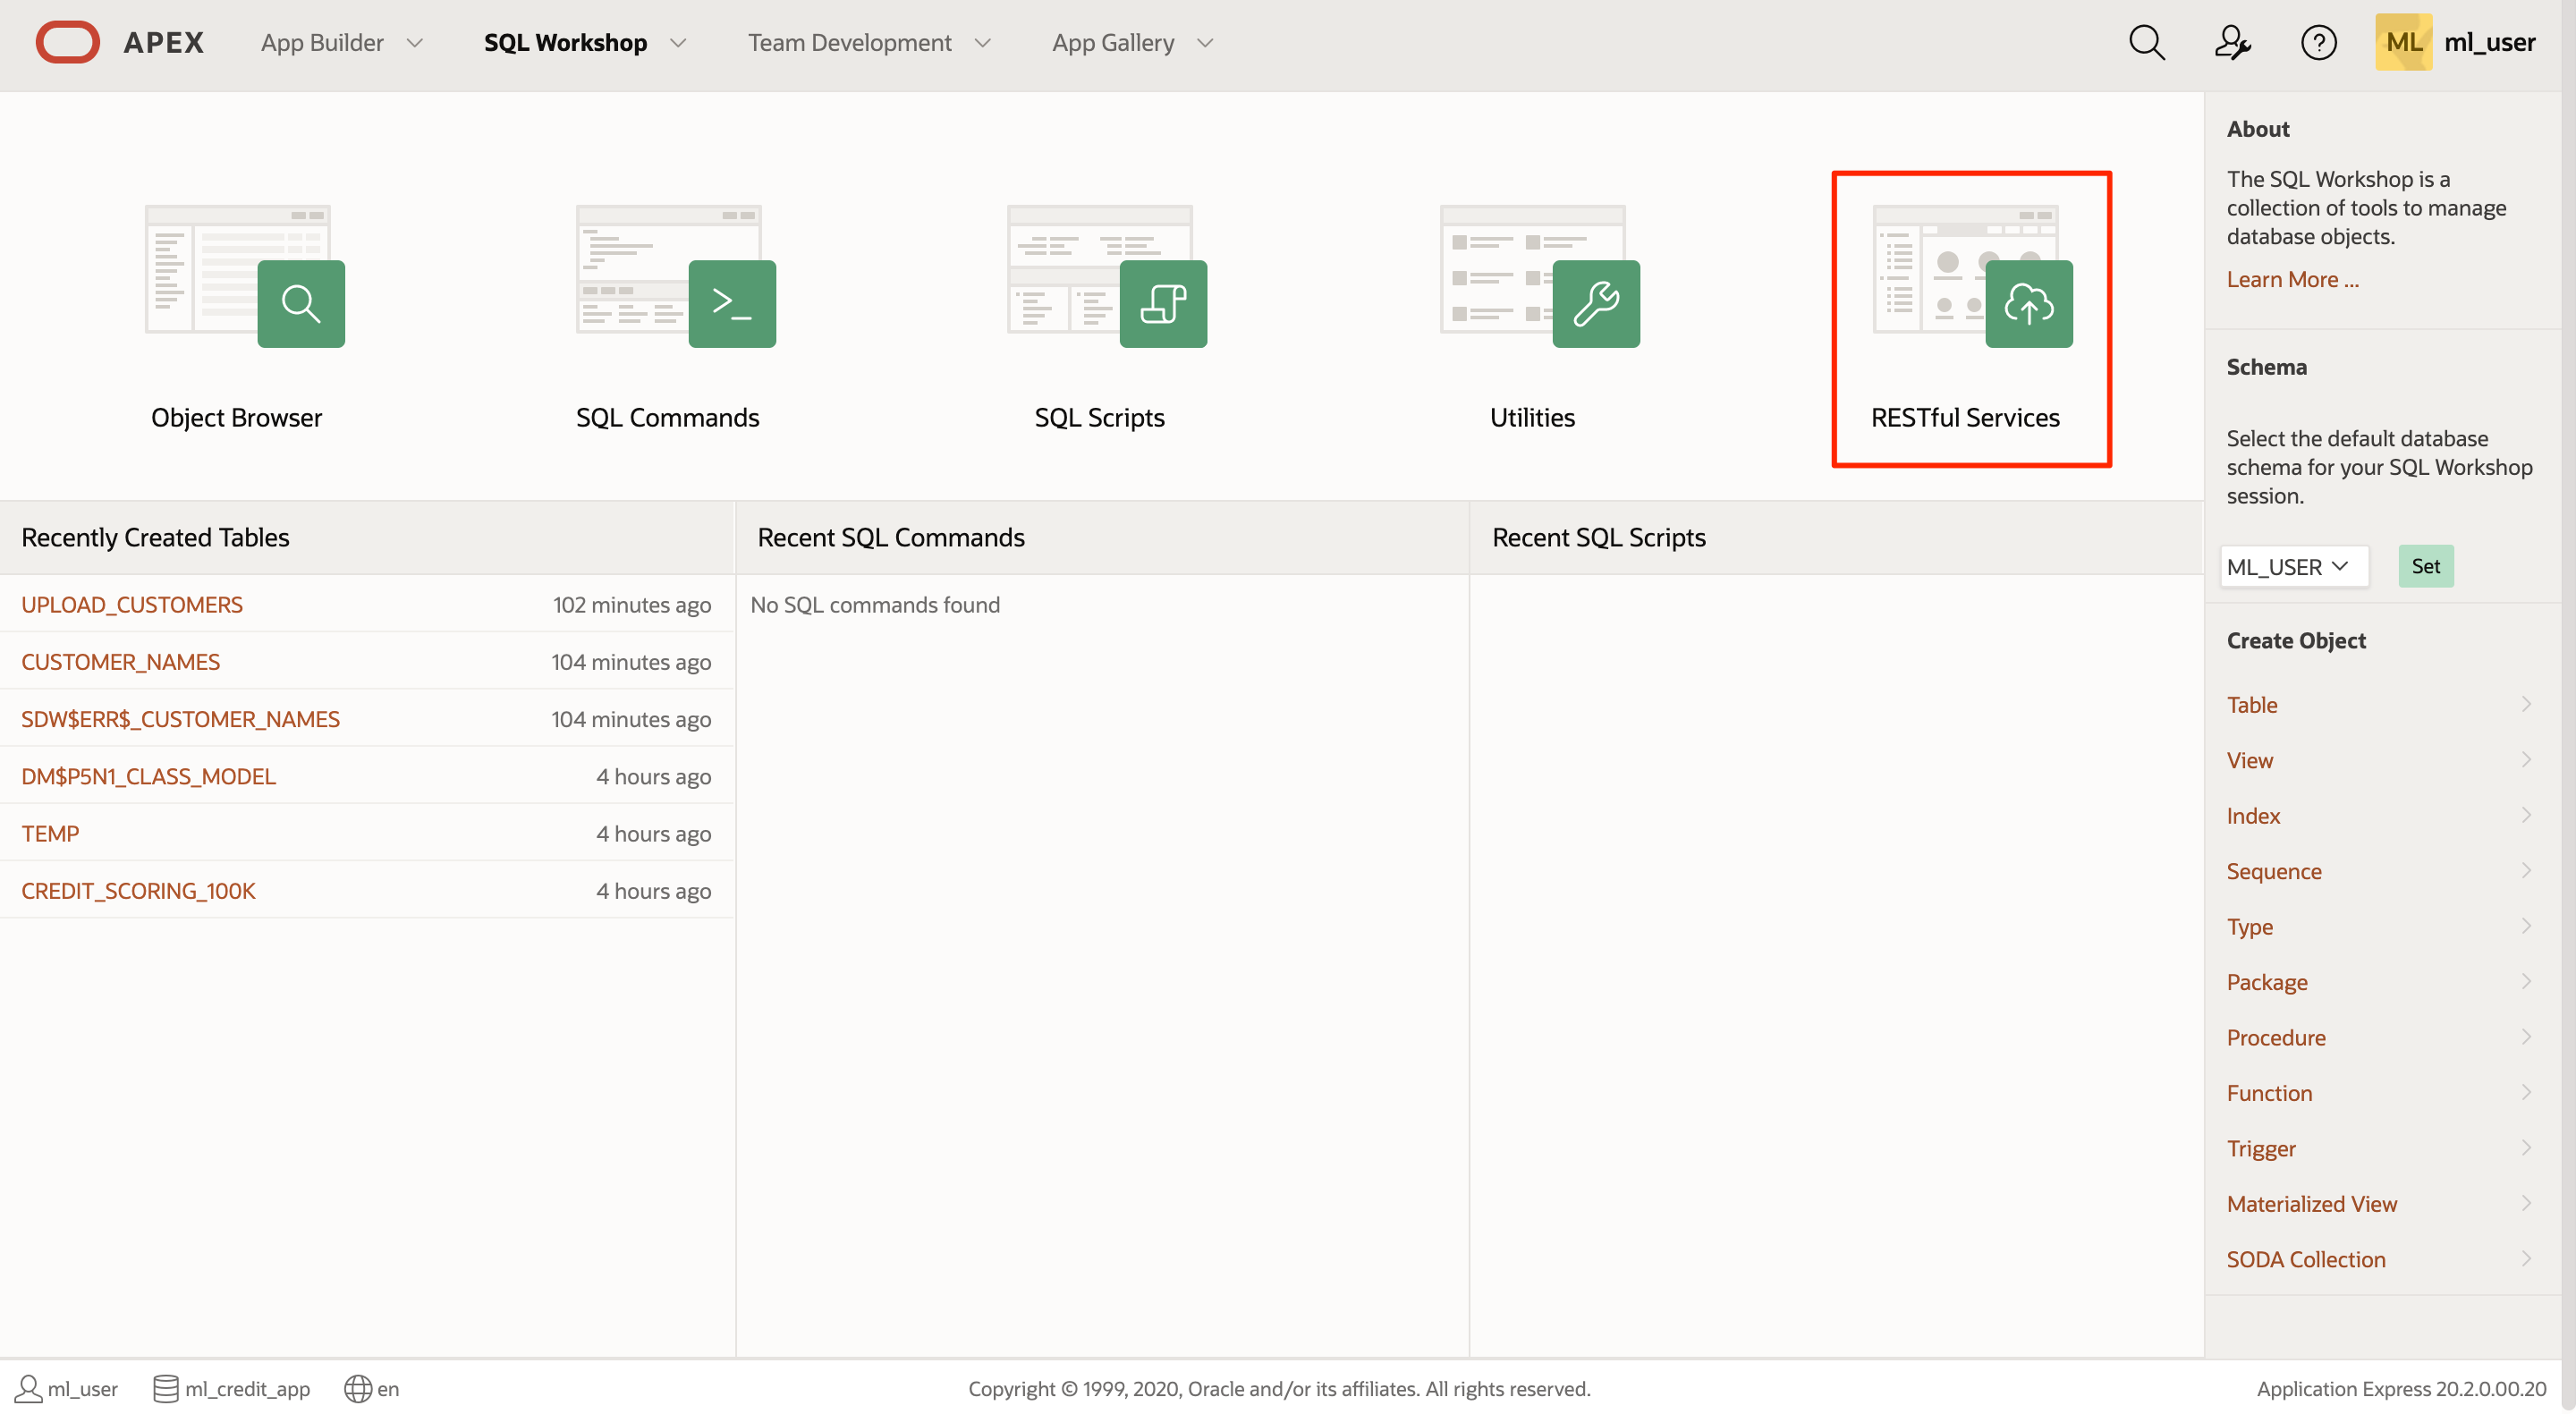 APEX App Builder SQL Workshop Team Development App Gallery ML ml_user
Object Browser SQL Commands SQL Scripts Utilities RESTful Services
Recently Created Tables
UPLOAD_CUSTOMERS 102 minutes ago
CUSTOMER_NAMES 104 minutes ago
SDW$ERR$_CUSTOMER_NAMES 104 minutes ago
DM$P5N1_CLASS_MODEL 4 hours ago
TEMP 4 hours ago
CREDIT_SCORING_100K 4 hours ago
Recent SQL Commands
No SQL commands found
Recent SQL Scripts
About
The SQL Workshop is a
collection of tools to manage
database objects.
Learn More ...
Schema
Select the default database
schema for your SQL Workshop
session.
ML_USER Set
Create Object
Table
View
Index
Sequence
Type
Package
Procedure
Function
Trigger
Materialized View
SODA Collection
ml_user ml_credit_app en Copyright © 1999, 2020, Oracle and/or its affiliates. All rights reserved. Application Express 20.2.0.00.20